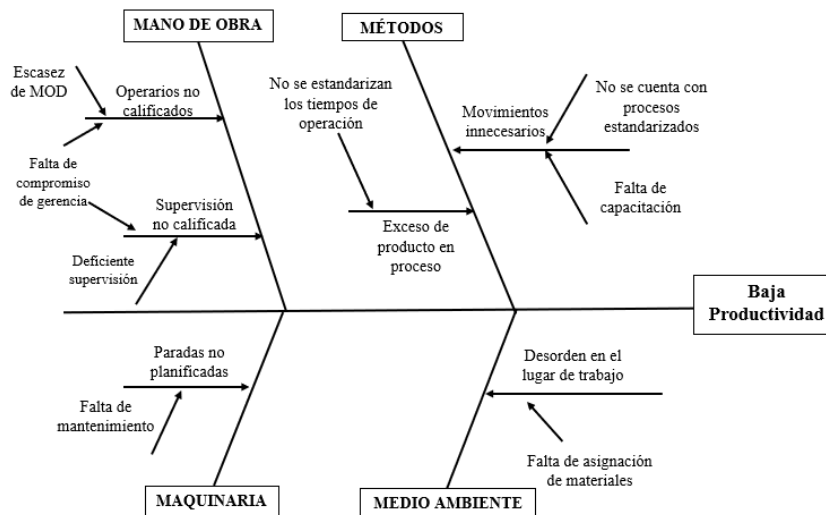 MANO DE OBRA
MÉTODOS
Escasez
de MOD
Operarios no
calificados
No se estandarizan
los tiempos de
operación
Movimientos
innecesarios
No se cuenta con
procesos
estandarizados
Falta de
compromiso
de gerencia
Falta de
capacitación
Supervisión
no calificada
Exceso de
producto en
proceso
Deficiente
supervisión
Baja
Productividad
Paradas no
planificadas
Desorden en el
lugar de trabajo
Falta de
mantenimiento
Falta de asignación
de materiales
MAQUINARIA
MEDIO AMBIENTE